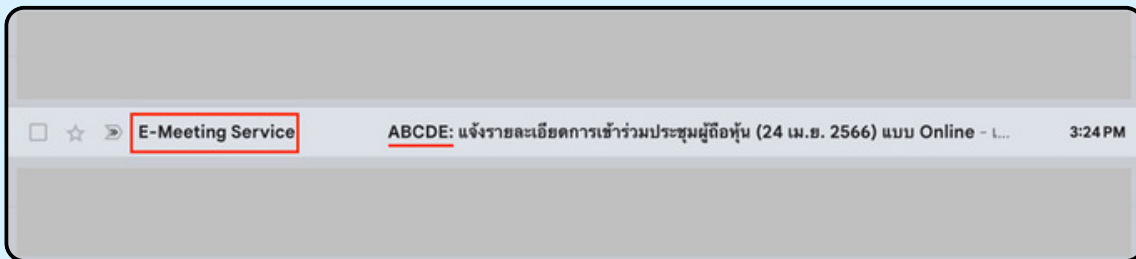 E-Meeting Service ABCDE: แจ้งรายละเอียดการเข้าร่วมประชุมผู้ถือหุ้น (24 เม.ย. 2566) แบบ Online - เ... 3:24 PM